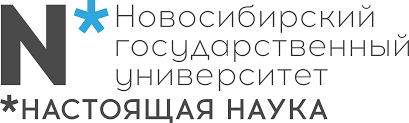 N*
Новосибирский
государственный
университет
*НАСТОЯЩАЯ НАУКА